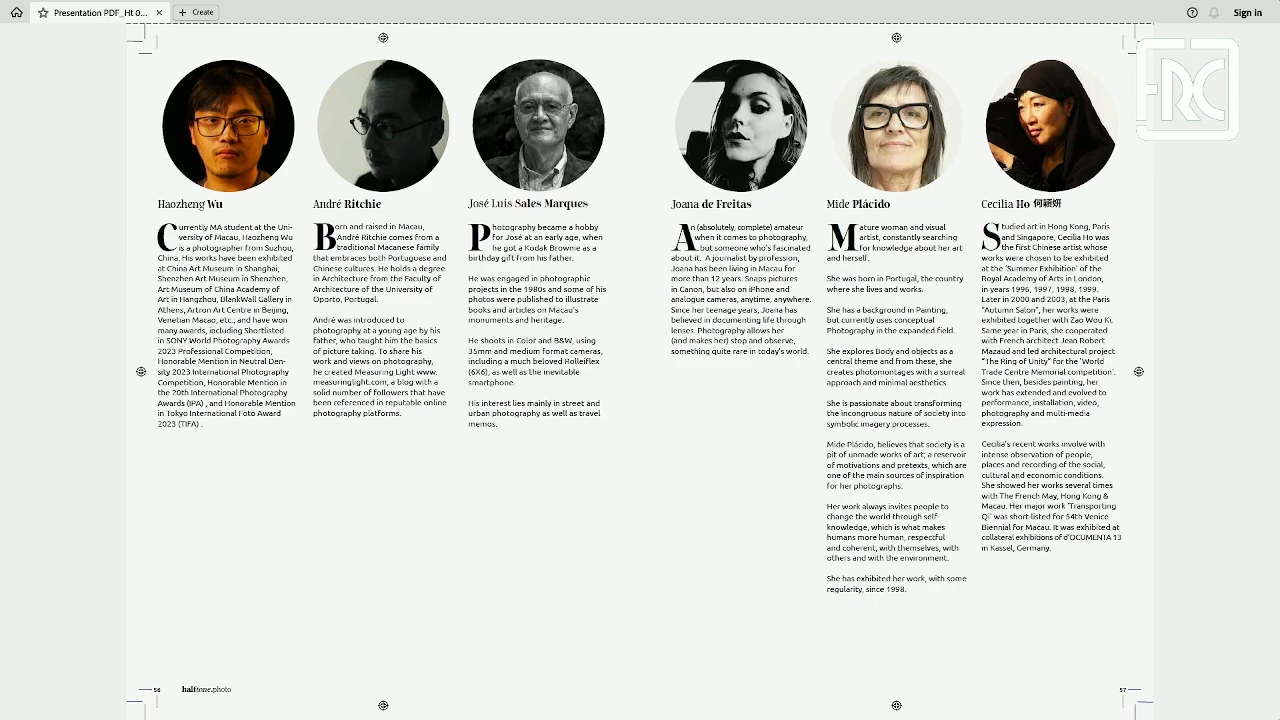 Presentation PDF_Ht 0...
Create
Sign in
FRC
Haozheng Wu
Currently MA student at the Uni-
versity of Macau, Haozheng Wu
is a photographer from Suzhou,
China. His works have been exhibited
at China Art Museum in Shanghai,
Shenzhen Art Museum in Shenzhen,
Art Museum of China Academy of
Art in Hangzhou, BlankWall Gallery in
Athens, Artron Art Centre in Beijing,
Venetian Macao, etc.; and have won
many awards, including Shortlisted
in SONY World Photography Awards
2023 Professional Competition,
Honorable Mention in Neutral Den-
sity 2023 International Photography
Competition, Honorable Mention in
the 20th International Photography
Awards (IPA) , and Honorable Mention
in Tokyo International Foto Award
2023 (TIFA) .
André Ritchie
Born and raised in Macau,
André Ritchie comes from a
traditional Macanese family
that embraces both Portuguese and
Chinese cultures. He holds a degree
in Architecture from the Faculty of
Architecture of the University of
Oporto, Portugal.
André was introduced to
photography at a young age by his
father, who taught him the basics
of picture taking. To share his
work and views on photography,
he created Measuring Light www.
measuringlight.com, a blog with a
solid number of followers that have
been referenced in reputable online
photography platforms.
José Luis Sales Marques
Photography became a hobby
for José at an early age, when
he got a Kodak Brownie as a
birthday gift from his father.
He was engaged in photographic
projects in the 1980s and some of his
photos were published to illustrate
books and articles on Macau's
monuments and heritage.
He shoots in Color and B&W, using
35mm and medium format cameras,
including a much beloved Rolleiflex
(6X6), as well as the inevitable
smartphone.
His interest lies mainly in street and
urban photography as well as travel
memos.
Joana de Freitas
An (absolutely, complete) amateur
when it comes to photography,
but someone who's fascinated
about it. A journalist by profession,
Joana has been living in Macau for
more than 12 years. Snaps pictures
in Canon, but also on iPhone and
analogue cameras, anytime, anywhere.
Since her teenage years, Joana has
believed in documenting life through
lenses. Photography allows her
(and makes her) stop and observe,
something quite rare in today's world.
Mide Plácido
Mature woman and visual
artist, constantly searching
for knowledge about her art
and herself.
She was born in Portugal, the country
where she lives and works.
She has a background in Painting,
but currently uses conceptual
Photography in the expanded field.
She explores Body and objects as a
central theme and from these, she
creates photomontages with a surreal
approach and minimal aesthetics.
She is passionate about transforming
the incongruous nature of society into
symbolic imagery processes.
Mide Plácido, believes that society is a
pit of unmade works of art; a reservoir
of motivations and pretexts, which are
one of the main sources of inspiration
for her photographs.
Her work always invites people to
change the world through self-
knowledge, which is what makes
humans more human, respectful
and coherent, with themselves, with
others and with the environment.
She has exhibited her work, with some
regularity, since 1998.
Cecília Ho 何穎妍
Studied art in Hong Kong, Paris
and Singapore, Cecilia Ho was
the first Chinese artist whose
works were chosen to be exhibited
at the 'Summer Exhibition' of the
Royal Academy of Arts in London,
in years 1996, 1997, 1998, 1999.
Later in 2000 and 2003, at the Paris
"Autumn Salon", her works were
exhibited together with Zao Wou Ki.
Same year in Paris, she cooperated
with French architect Jean Robert
Mazaud and led architectural project
"The Ring of Unity" for the 'World
Trade Centre Memorial competition'.
Since then, besides painting, her
work has extended and evolved to
performance, installation, video,
photography and multi-media
expression.
Cecilia's recent works involve with
intense observation of people,
places and recording of the social,
cultural and economic conditions.
She showed her works several times
with The French May, Hong Kong &
Macau. Her major work 'Transporting
Qi' was short-listed for 54th Venice
Biennial for Macau. It was exhibited at
collateral exhibitions of d'OCUMENTA 13
in Kassel, Germany.
56
halftone.photo
57